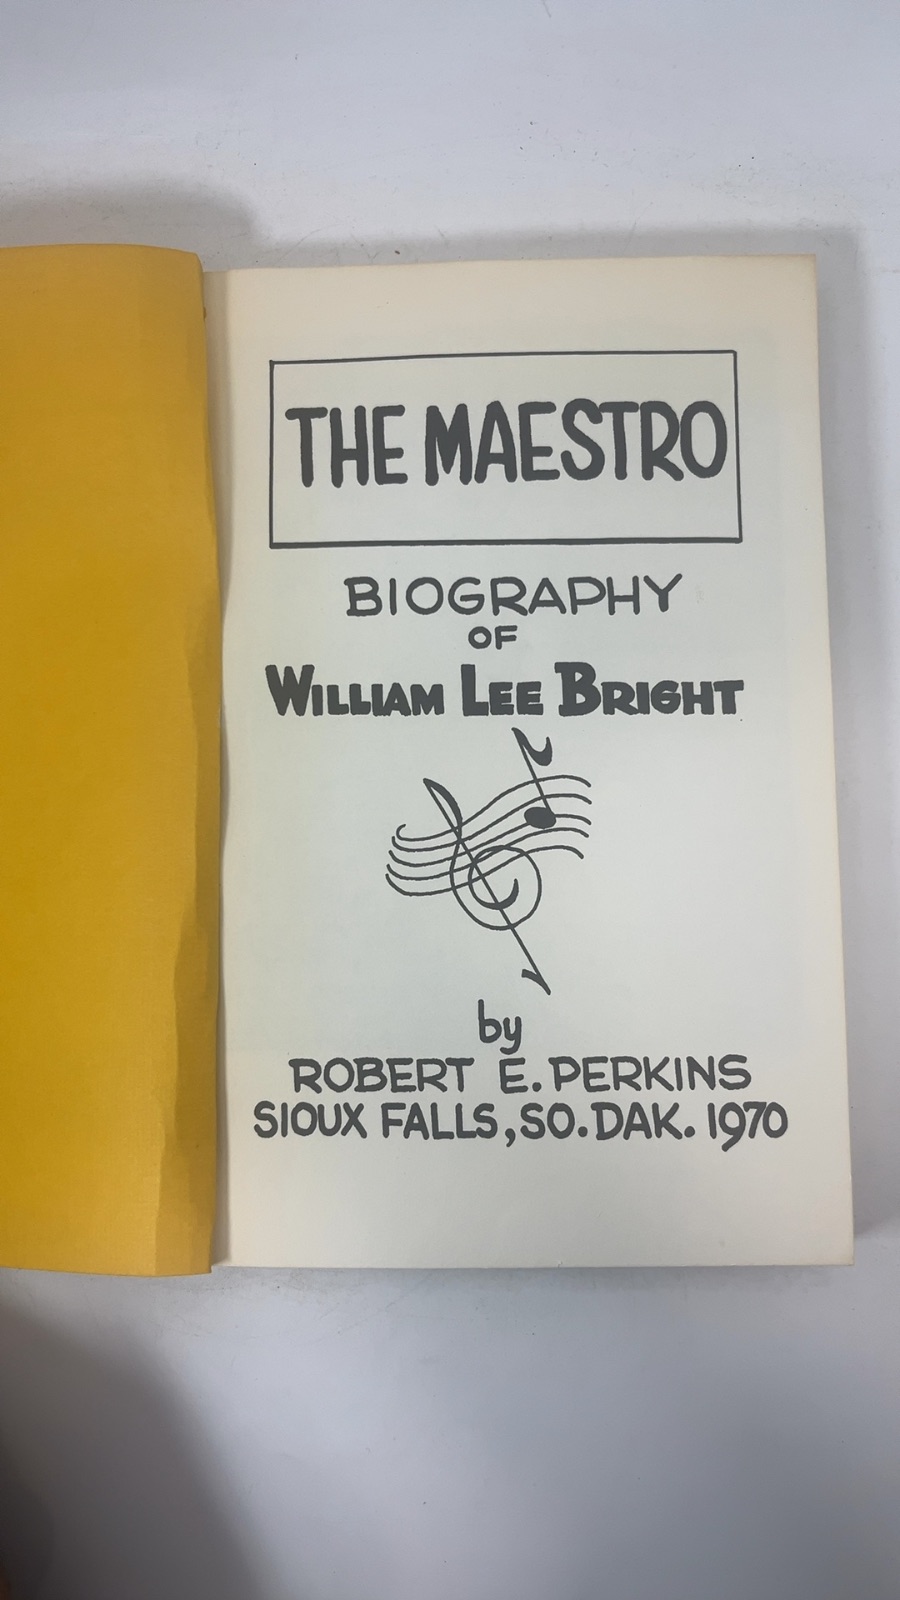 THE MAESTRO
BIOGRAPHY
OF
WILLIAM LEE BRIGHT
by
ROBERT E. PERKINS
SIOUX FALLS, SO. DAK. 1970